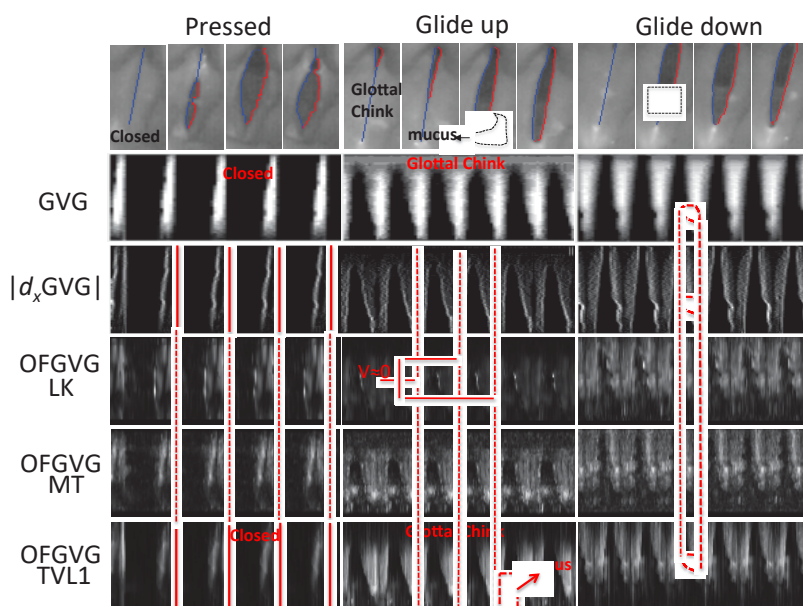 Pressed
Glide up
Glide down
Closed
Glottal
Chink
mucus
GVG
Closed
Glottal Chink
|dₓGVG|
OFGVG
LK
V=0
OFGVG
MT
OFGVG
TVL1
Closed
Glottal Chink
us